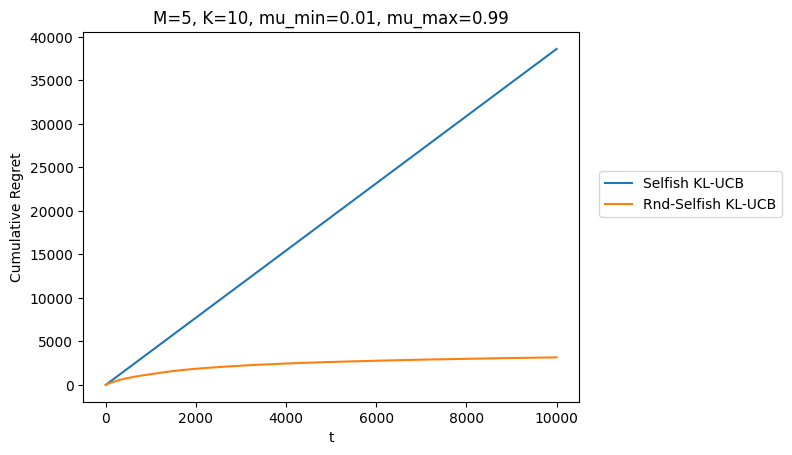 M=5, K=10, mu_min=0.01, mu_max=0.99
Cumulative Regret
40000
35000
30000
25000
20000
15000
10000
5000
0
0 2000 4000 6000 8000 10000
t
Selfish KL-UCB
Rnd-Selfish KL-UCB